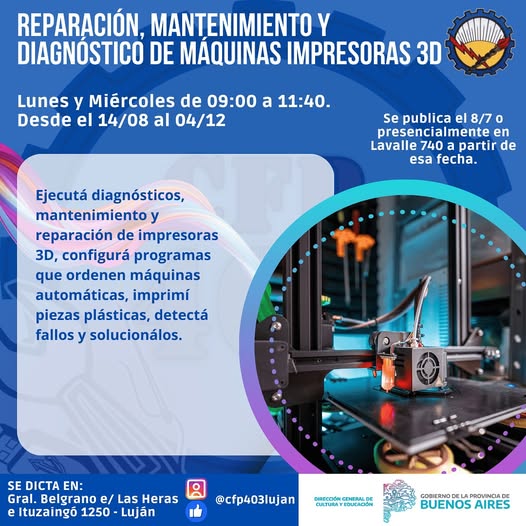 REPARACIÓN, MANTENIMIENTO Y
DIAGNÓSTICO DE MÁQUINAS IMPRESORAS 3D
Lunes y Miércoles de 09:00 a 11:40.
Desde el 14/08 al 04/12
Se publica el 8/7 o
presencialmente en
Lavalle 740 a partir de
esa fecha.
Ejecutá diagnósticos,
mantenimiento y
reparación de impresoras
3D, configurá programas
que ordenen máquinas
automáticas, imprimí
piezas plásticas, detectá
fallos y solucionálos.
SE DICTA EN:
Gral. Belgrano e/ Las Heras
e Ituzaingó 1250 - Luján
@cfp403lujan
DIRECCIÓN GENERAL DE
CULTURA Y EDUCACIÓN
GOBIERNO DE LA PROVINCIA DE
BUENOS AIRES